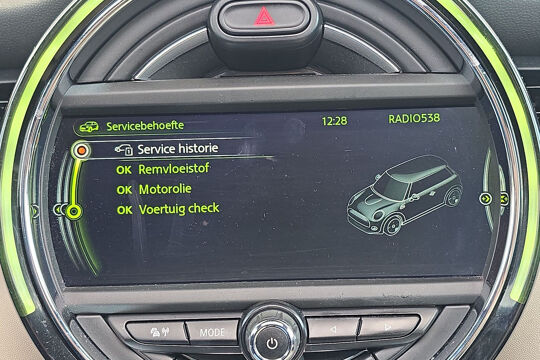 Servicebehoefte 12:28 RADIO538
Service historie
OK Remvloeistof
OK Motorolie
OK Voertuig check
MODE